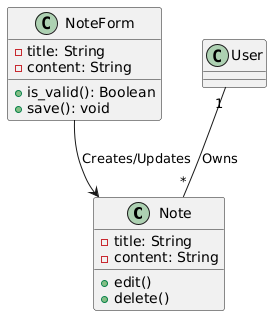 C NoteForm
title: String
content: String
is_valid(): Boolean
save(): void
C User
Creates/Updates
1
Owns
*
C Note
title: String
content: String
edit()
delete()